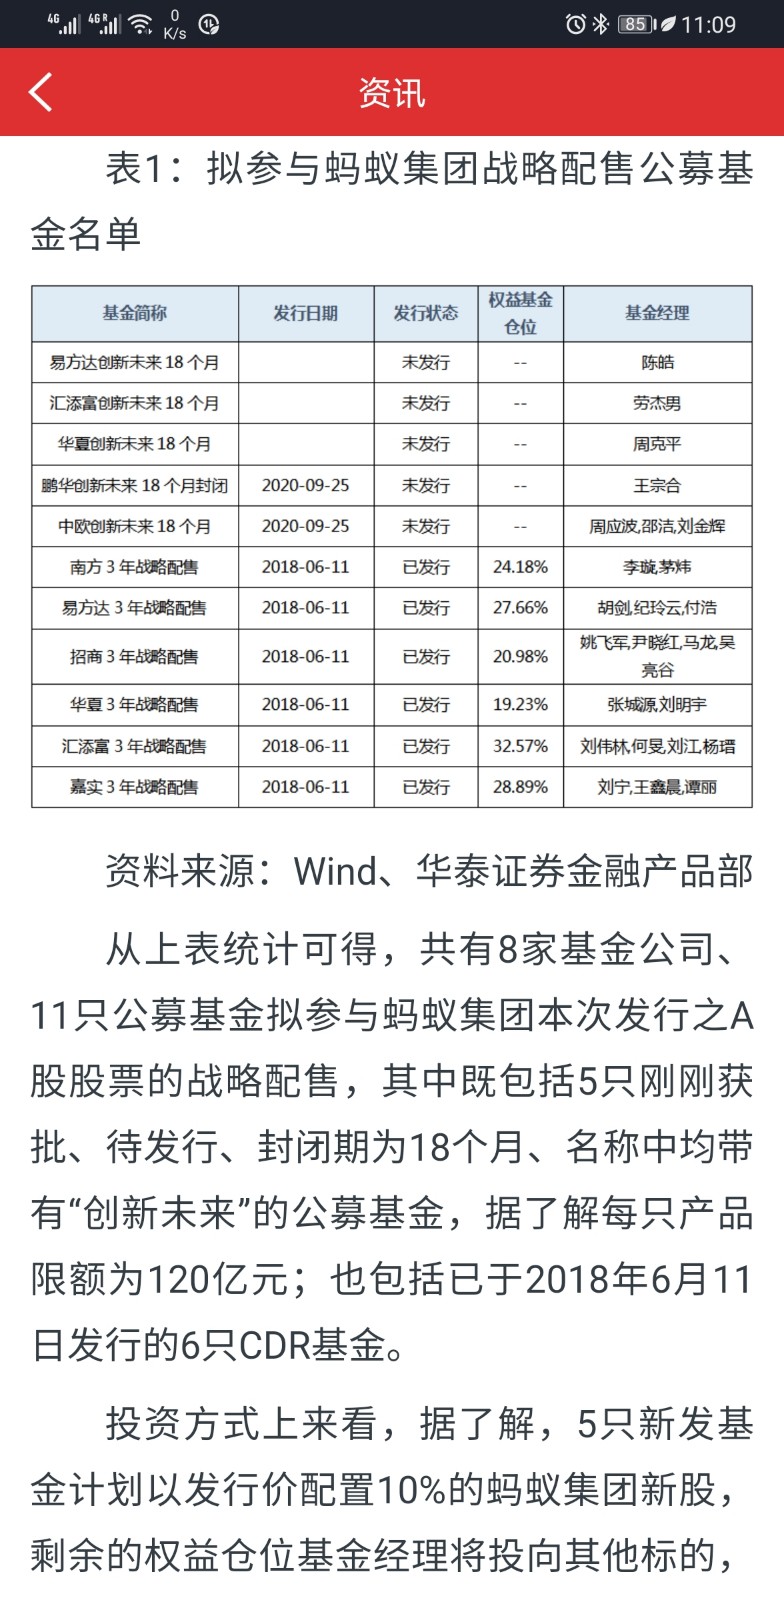 4G 4G R 0 K/s 85 11:09
资讯
表1：拟参与蚂蚁集团战略配售公募基
金名单
基金简称 发行日期 发行状态 权益基金仓位 基金经理
易方达创新未来 18 个月 未发行 -- 陈皓
汇添富创新未来 18 个月 未发行 -- 劳杰男
华夏创新未来 18 个月 未发行 -- 周克平
鹏华创新未来 18 个月封闭 2020-09-25 未发行 -- 王宗合
中欧创新未来 18 个月 2020-09-25 未发行 -- 周应波,邵洁,刘金辉
南方 3 年战略配售 2018-06-11 已发行 24.18% 李璇,茅炜
易方达 3 年战略配售 2018-06-11 已发行 27.66% 胡剑,纪玲云,付浩
招商 3 年战略配售 2018-06-11 已发行 20.98% 姚飞军,尹晓红,马龙,吴亮谷
华夏 3 年战略配售 2018-06-11 已发行 19.23% 张城源,刘明宇
汇添富 3 年战略配售 2018-06-11 已发行 32.57% 刘伟林,何旻,刘江,杨瑨
嘉实 3 年战略配售 2018-06-11 已发行 28.89% 刘宁,王鑫晨,谭丽
资料来源：Wind、华泰证券金融产品部
从上表统计可得，共有8家基金公司、
11只公募基金拟参与蚂蚁集团本次发行之A
股股票的战略配售，其中既包括5只刚刚获
批、待发行、封闭期为18个月、名称中均带
有“创新未来”的公募基金，据了解每只产品
限额为120亿元；也包括已于2018年6月11
日发行的6只CDR基金。
投资方式上来看，据了解，5只新发基
金计划以发行价配置10%的蚂蚁集团新股，
剩余的权益仓位基金经理将投向其他标的，